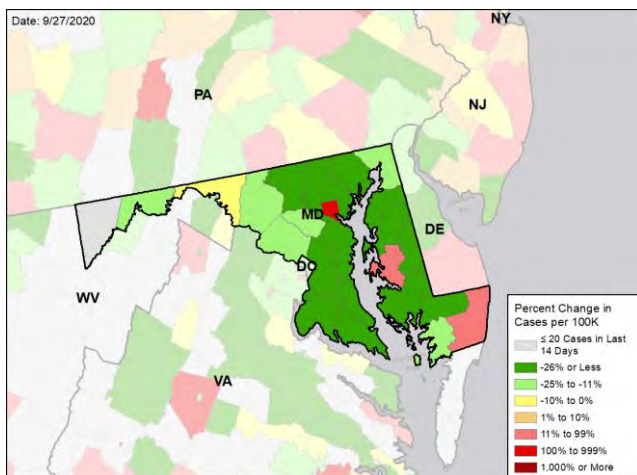 Date: 9/27/2020
NY
PA
NJ
MD
DE
DC
WV
VA
Percent Change in
Cases per 100K
≤ 20 Cases in Last
14 Days
-26% or Less
-25% to -11%
-10% to 0%
1% to 10%
11% to 99%
100% to 999%
1,000% or More